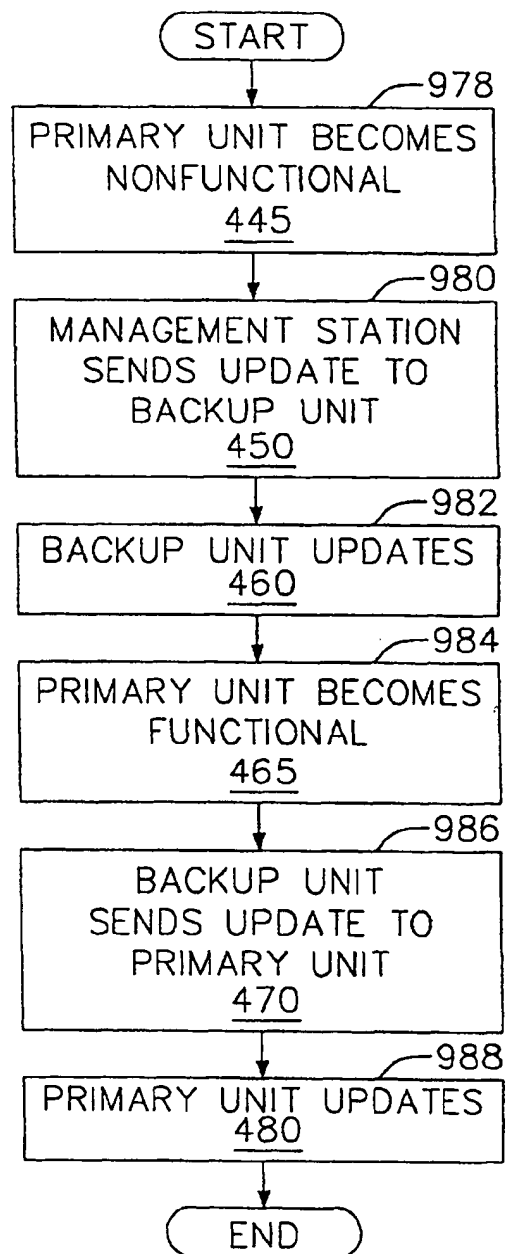 START
978
PRIMARY UNIT BECOMES
NONFUNCTIONAL
445
980
MANAGEMENT STATION
SENDS UPDATE TO
BACKUP UNIT
450
982
BACKUP UNIT UPDATES
460
984
PRIMARY UNIT BECOMES
FUNCTIONAL
465
986
BACKUP UNIT
SENDS UPDATE TO
PRIMARY UNIT
470
988
PRIMARY UNIT UPDATES
480
END